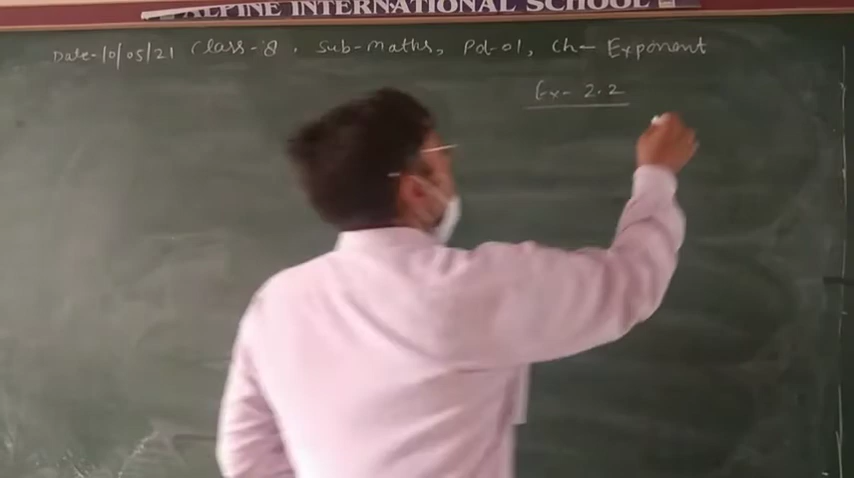 ALPINE INTERNATIONAL SCHOOL
Date-10/05/21 Class-8. Sub-Maths, Pd-01, Ch- Exponent
Ex- 2.2